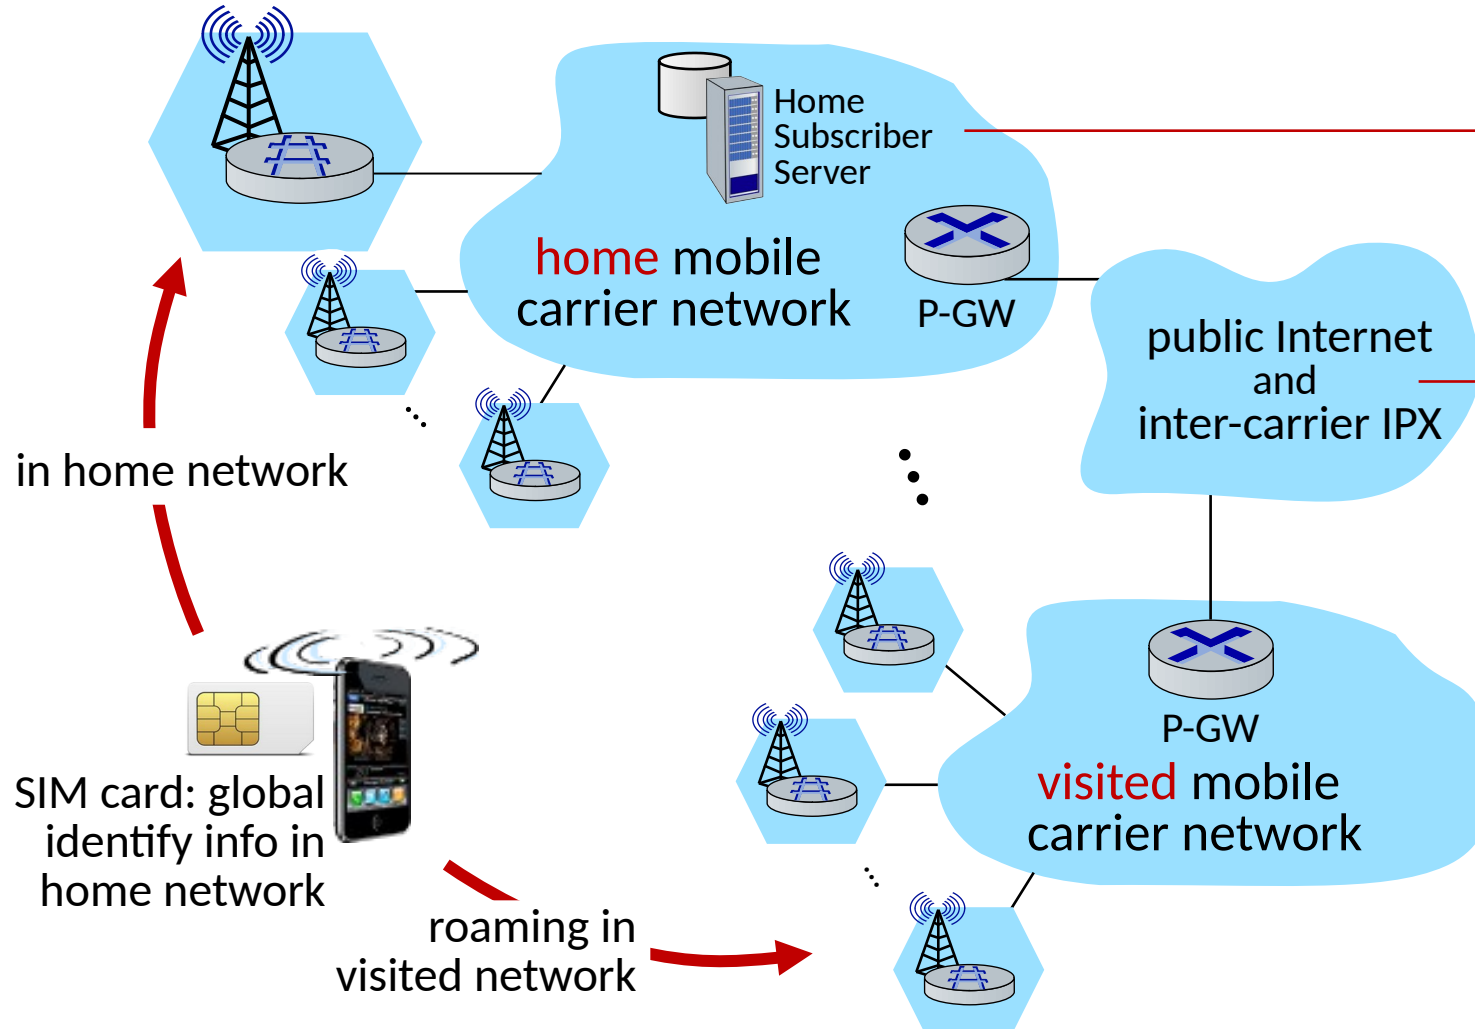 Home
Subscriber
Server
home mobile
carrier network
P-GW
public Internet
and
inter-carrier IPX
in home network
P-GW
visited mobile
carrier network
SIM card: global
identify info in
home network
roaming in
visited network